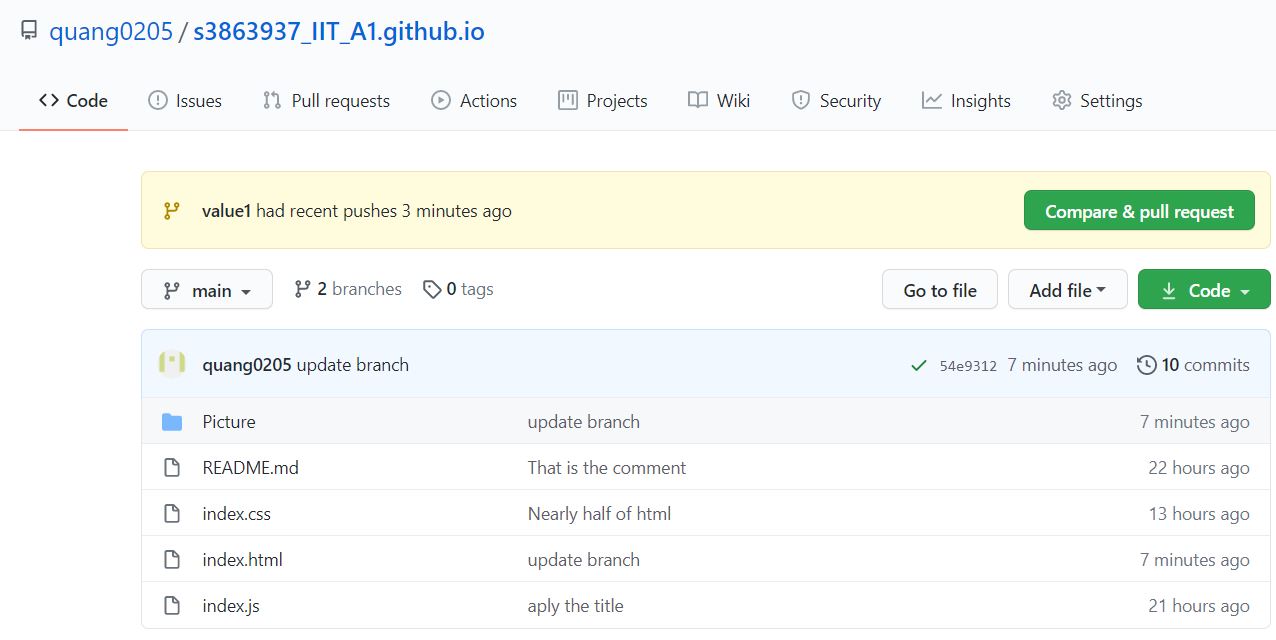 quang0205 / s3863937_IIT_A1.github.io
Code Issues Pull requests Actions Projects Wiki Security Insights Settings
value1 had recent pushes 3 minutes ago Compare & pull request
main 2 branches 0 tags Go to file Add file Code
quang0205 update branch 54e9312 7 minutes ago 10 commits
Picture update branch 7 minutes ago
README.md That is the comment 22 hours ago
index.css Nearly half of html 13 hours ago
index.html update branch 7 minutes ago
index.js aply the title 21 hours ago